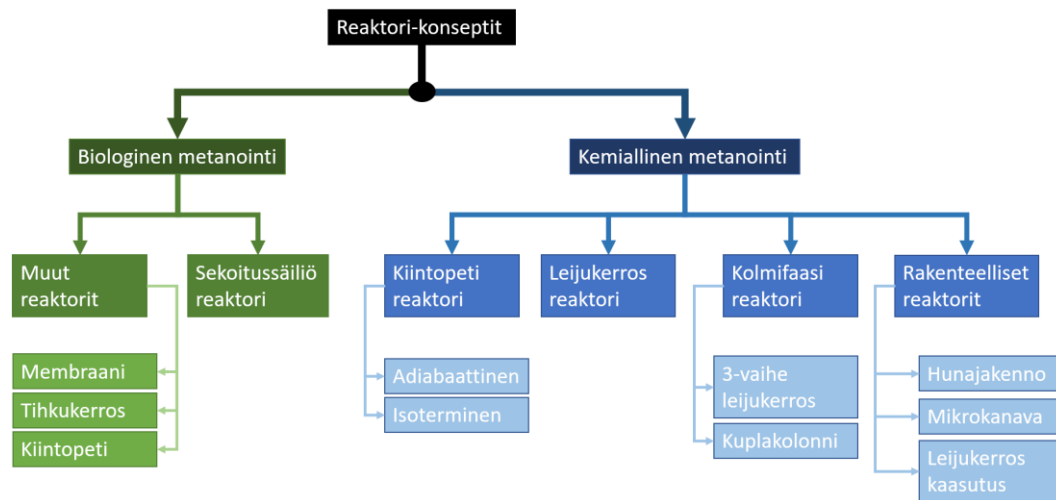 Reaktori-konseptit
Biologinen metanointi
Kemiallinen metanointi
Muut
reaktorit
Sekoitussäiliö
reaktori
Kiintopeti
reaktori
Leijukerros
reaktori
Kolmifaasi
reaktori
Rakenteelliset
reaktorit
Membraani
Tihkukerros
Kiintopeti
Adiabaattinen
Isoterminen
3-vaihe
leijukerros
Kuplakolonni
Hunajakenno
Mikrokanava
Leijukerros
kaasutus